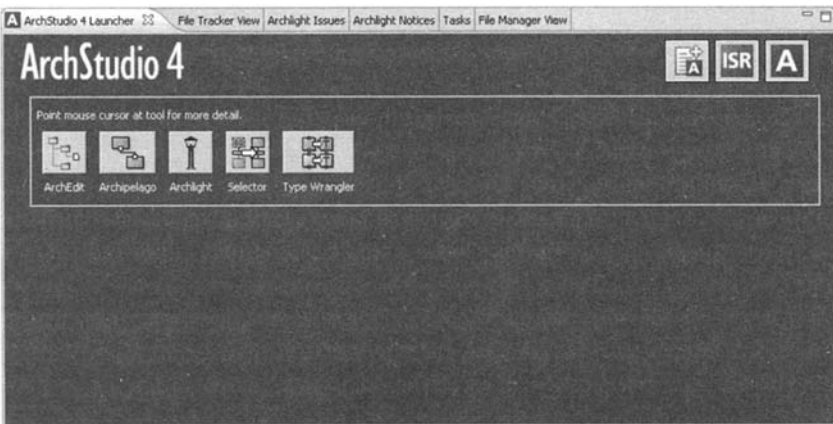 A ArchStudio 4 Launcher File Tracker View Archlight Issues Archlight Notices Tasks File Manager View
ArchStudio 4
A ISR A
Point mouse cursor at tool for more detail.
ArchEdit Archipelago Archlight Selector Type Wrangler